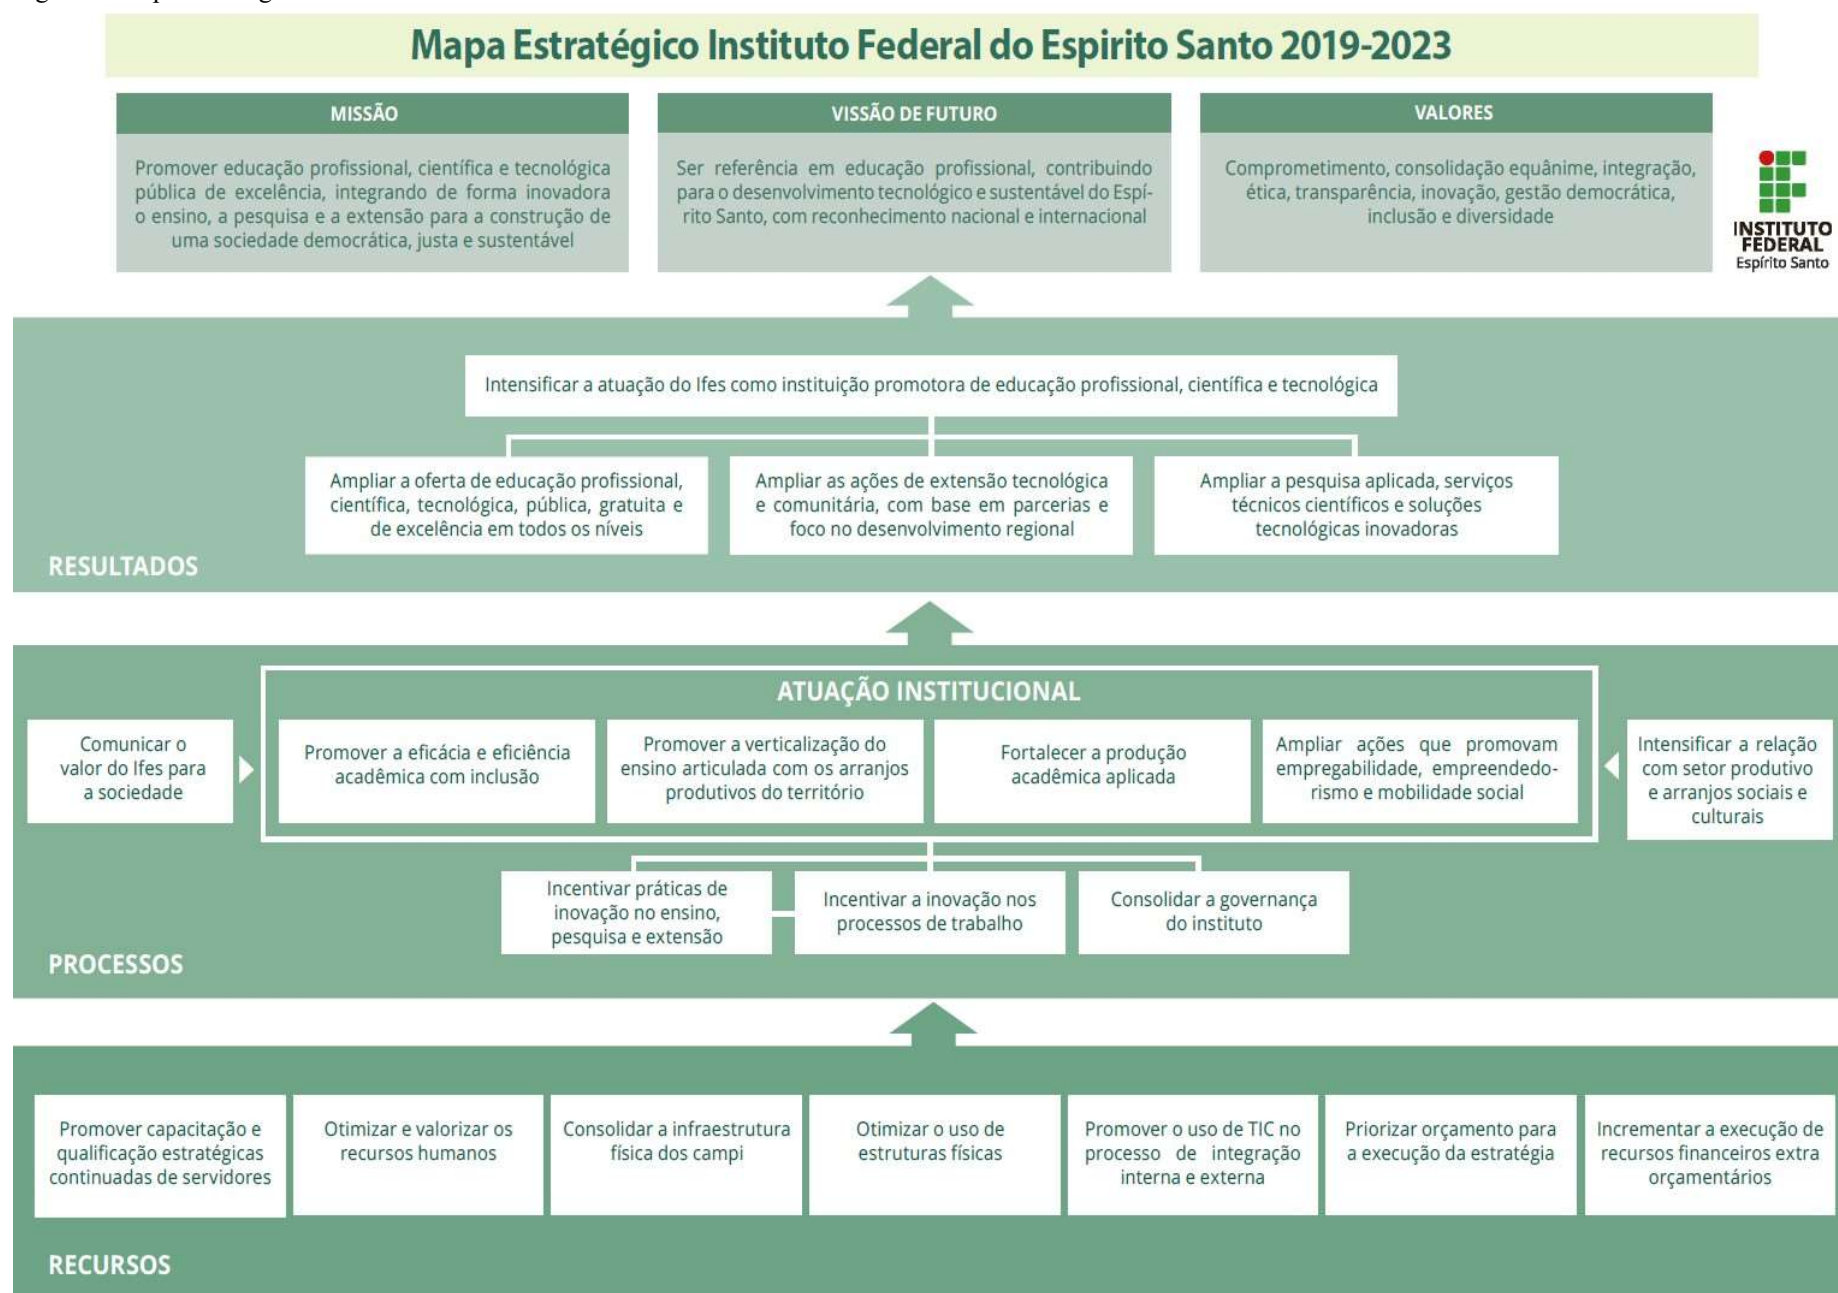 Mapa Estratégico Instituto Federal do Espirito Santo 2019-2023
MISSÃO
Promover educação profissional, científica e tecnológica
pública de excelência, integrando de forma inovadora
o ensino, a pesquisa e a extensão para a construção de
uma sociedade democrática, justa e sustentável
VISSÃO DE FUTURO
Ser referência em educação profissional, contribuindo
para o desenvolvimento tecnológico e sustentável do Espí-
rito Santo, com reconhecimento nacional e internacional
VALORES
Comprometimento, consolidação equânime, integração,
ética, transparência, inovação, gestão democrática,
inclusão e diversidade
INSTITUTO
FEDERAL
Espírito Santo
Intensificar a atuação do Ifes como instituição promotora de educação profissional, científica e tecnológica
Ampliar a oferta de educação profissional,
científica, tecnológica, pública, gratuita e
de excelência em todos os níveis
Ampliar as ações de extensão tecnológica
e comunitária, com base em parcerias e
foco no desenvolvimento regional
Ampliar a pesquisa aplicada, serviços
técnicos científicos e soluções
tecnológicas inovadoras
RESULTADOS
ATUAÇÃO INSTITUCIONAL
Comunicar o
valor do Ifes para
a sociedade
Promover a eficácia e eficiência
acadêmica com inclusão
Promover a verticalização do
ensino articulada com os arranjos
produtivos do território
Fortalecer a produção
acadêmica aplicada
Ampliar ações que promovam
empregabilidade, empreendedo-
rismo e mobilidade social
Intensificar a relação
com setor produtivo
e arranjos sociais e
culturais
Incentivar práticas de
inovação no ensino,
pesquisa e extensão
Incentivar a inovação nos
processos de trabalho
Consolidar a governança
do instituto
PROCESSOS
Promover capacitação e
qualificação estratégicas
continuadas de servidores
Otimizar e valorizar os
recursos humanos
Consolidar a infraestrutura
física dos campi
Otimizar o uso de
estruturas físicas
Promover o uso de TIC no
processo de integração
interna e externa
Priorizar orçamento para
a execução da estratégia
Incrementar a execução de
recursos financeiros extra
orçamentários
RECURSOS